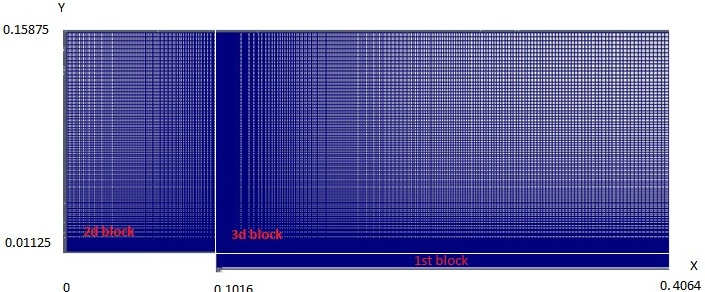 Y
0.15875
2d block
3d block
0.01125
1st block
X
0
0.1016
0.4064